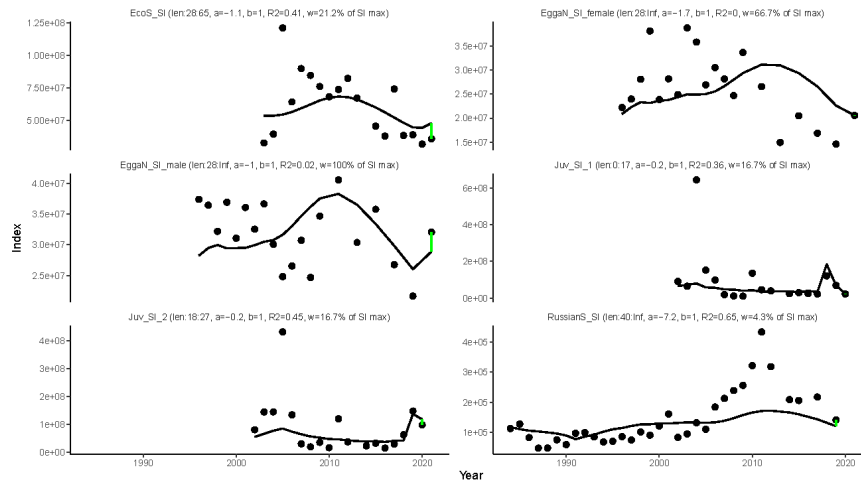 EcoS_SI (len:28:65, a=−1.1, b=1, R2=0.41, w=21.2% of SI max)
EggaN_SI_female (len:28:Inf, a=−1.7, b=1, R2=0, w=66.7% of SI max)
1.25e+08
1.00e+08
7.50e+07
5.00e+07
3.5e+07
3.0e+07
2.5e+07
2.0e+07
1.5e+07
EggaN_SI_male (len:28:Inf, a=−1, b=1, R2=0.02, w=100% of SI max)
Juv_SI_1 (len:0:17, a=−0.2, b=1, R2=0.36, w=16.7% of SI max)
4.0e+07
3.5e+07
3.0e+07
2.5e+07
6e+08
4e+08
2e+08
0e+00
Index
Juv_SI_2 (len:18:27, a=−0.2, b=1, R2=0.45, w=16.7% of SI max)
RussianS_SI (len:40:Inf, a=−7.2, b=1, R2=0.65, w=4.3% of SI max)
4e+08
3e+08
2e+08
1e+08
0e+00
4e+05
3e+05
2e+05
1e+05
1990 2000 2010 2020 1990 2000 2010 2020
Year